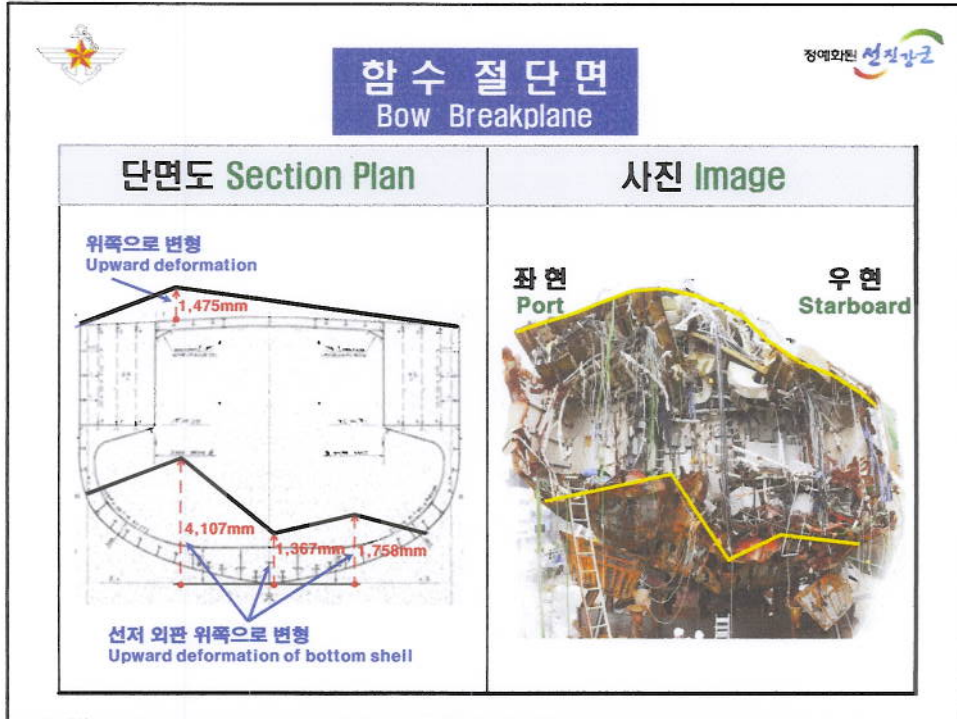 정예화된 선진강군
함 수 절 단 면
Bow Breakplane
단면도 Section Plan
사진 Image
위쪽으로 변형
Upward deformation
1,475mm
좌 현
Port
우 현
Starboard
4,107mm
1,367mm
1,758mm
선저 외판 위쪽으로 변형
Upward deformation of bottom shell